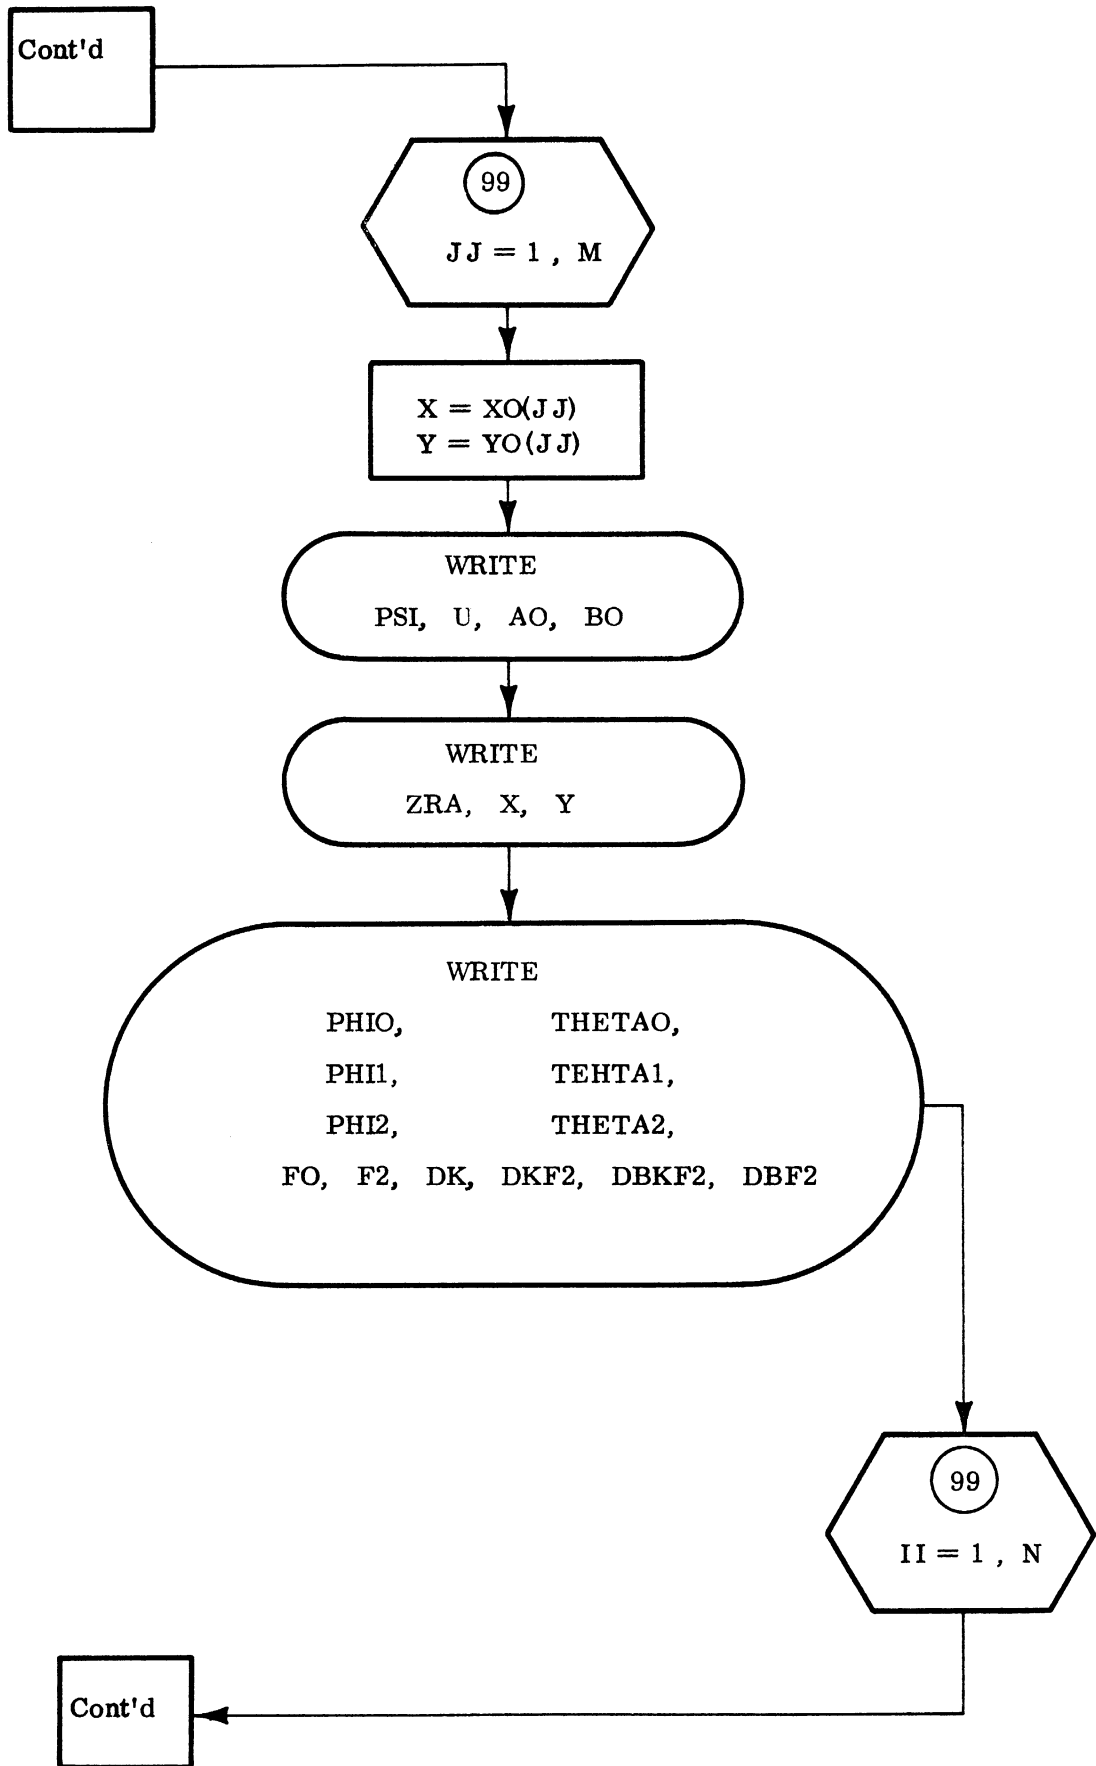 Cont'd
99
JJ = 1 , M
X = XO(JJ)
Y = YO(JJ)
WRITE
PSI, U, AO, BO
WRITE
ZRA, X, Y
WRITE
PHIO, THETAO,
PHI1, TEHTA1,
PHI2, THETA2,
FO, F2, DK, DKF2, DBKF2, DBF2
99
II = 1 , N
Cont'd